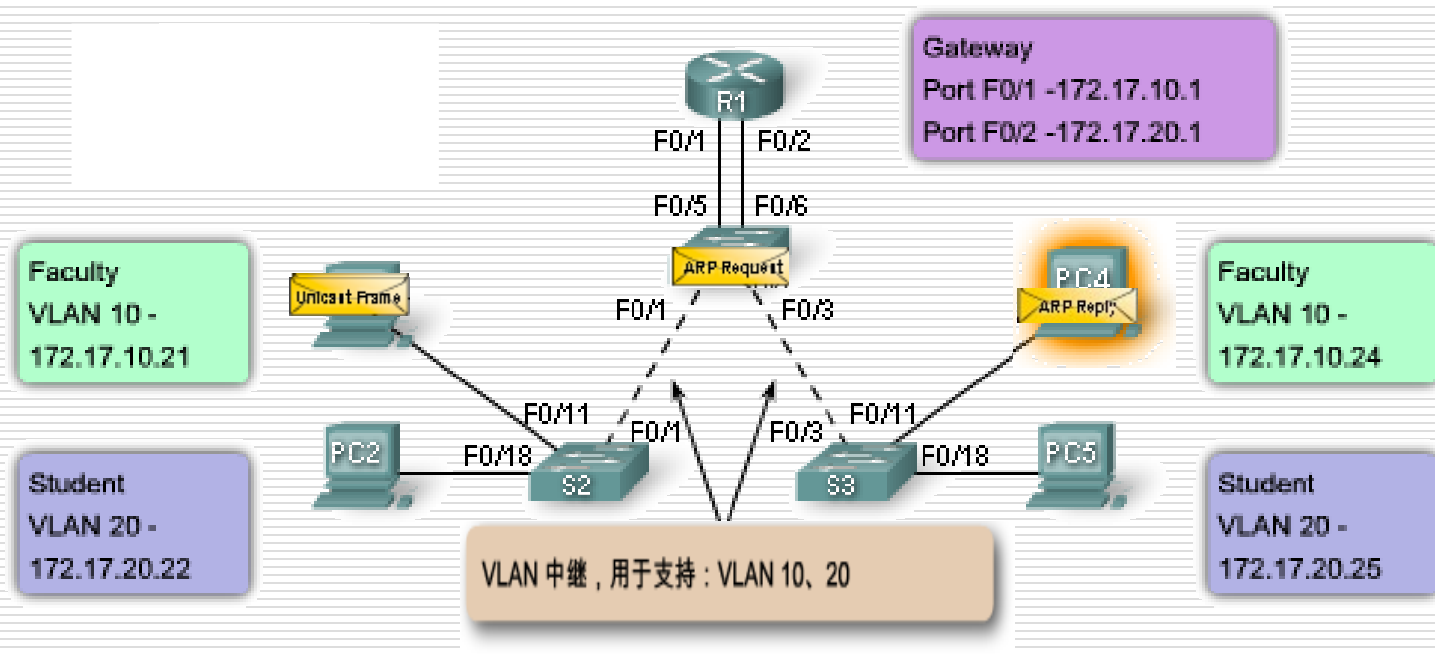 Gateway
Port F0/1 -172.17.10.1
Port F0/2 -172.17.20.1
R1
F0/1
F0/2
F0/5
F0/6
ARP Request
F0/1
F0/3
Faculty
VLAN 10 -
172.17.10.21
Unicast Frame
PC4
ARP Reply
Faculty
VLAN 10 -
172.17.10.24
F0/11
F0/1
F0/3
F0/11
PC2
F0/18
S2
S3
F0/18
PC5
Student
VLAN 20 -
172.17.20.22
Student
VLAN 20 -
172.17.20.25
VLAN 中继，用于支持：VLAN 10、20